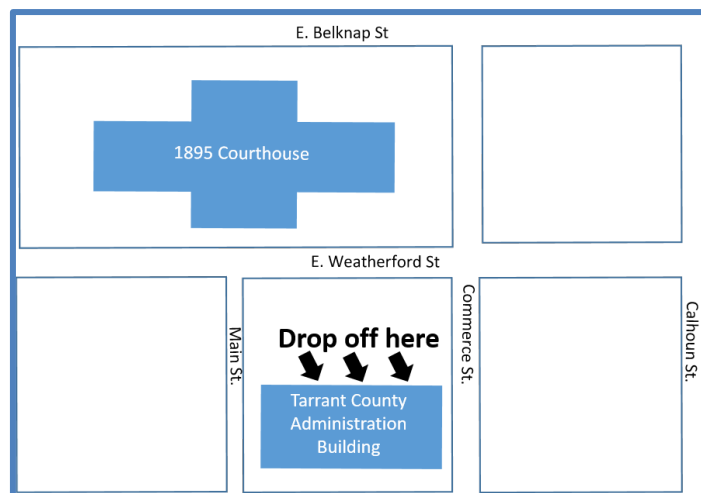 E. Belknap St
1895 Courthouse
E. Weatherford St
Main St.
Commerce St.
Calhoun St.
Drop off here
Tarrant County
Administration
Building